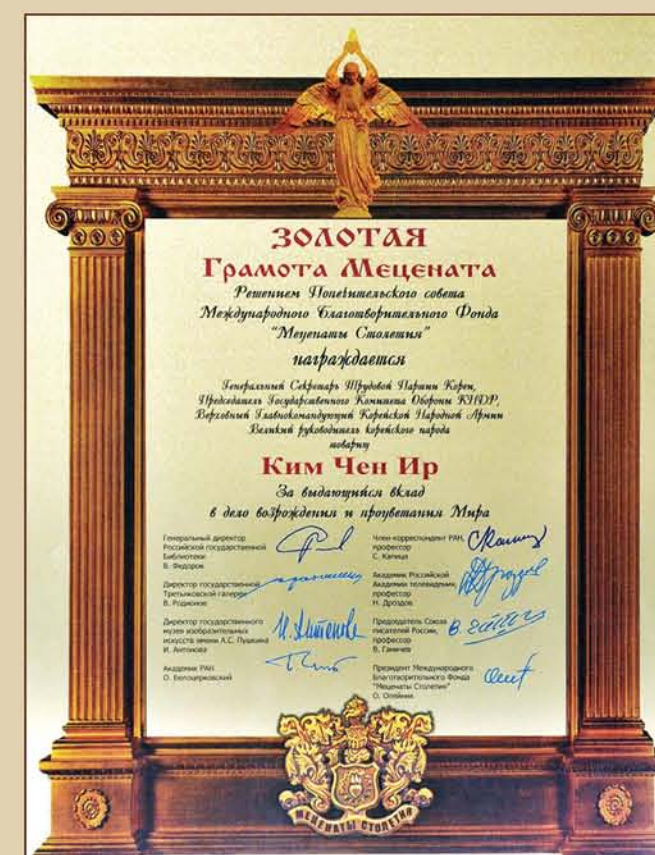 ЗОЛОТАЯ
Грамота Мецената
Решением Попечительского совета
Международного Благотворительного Фонда
"Меценаты Столетия"
награждается
Генеральный Секретарь Трудовой Партии Кореи,
Председатель Государственного Комитета Обороны КНДР,
Верховный Главнокомандующий Корейской Народной Армии
Великий руководитель корейского народа
товарищ
Ким Чен Ир
За выдающийся вклад
в дело возрождения и процветания Мира
Генеральный директор
Российской государственной
Библиотеки
В. Федоров
Директор государственной
Третьяковской галереи
В. Родионов
Директор государственного
музея изобразительных
искусств имени А.С. Пушкина
И. Антонова
Академик РАН
О. Белоцерковский
Член-корреспондент РАН,
профессор
С. Капица
Академик Российской
Академии телевидения,
профессор
Н. Дроздов
Председатель Союза
писателей России,
профессор
В. Ганичев
Президент Международного
Благотворительного Фонда
"Меценаты Столетия"
О. Олейник
МЕЦЕНАТЫ СТОЛЕТИЯ